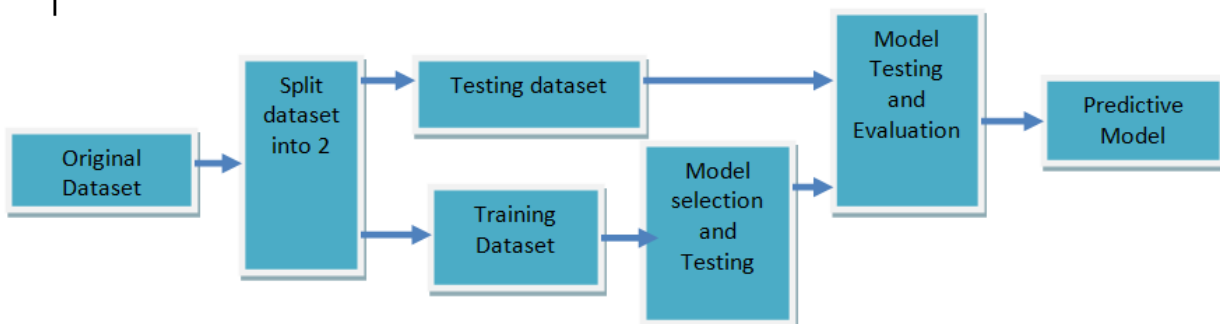 Original
Dataset
Split
dataset
into 2
Testing dataset
Training
Dataset
Model
selection
and
Testing
Model
Testing
and
Evaluation
Predictive
Model